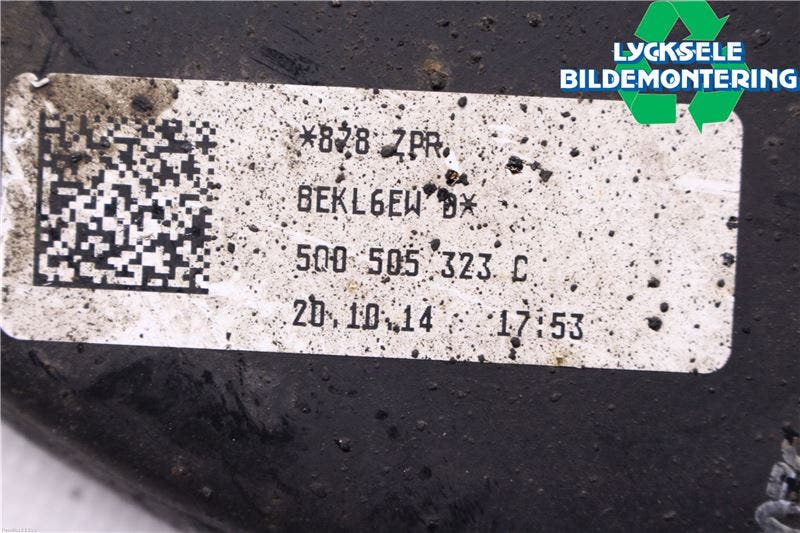 LYCKSELE
BILDEMONTERING
*878 ZPR
BEKL6EW D*
5Q0 505 323 C
20.10.14 17:53